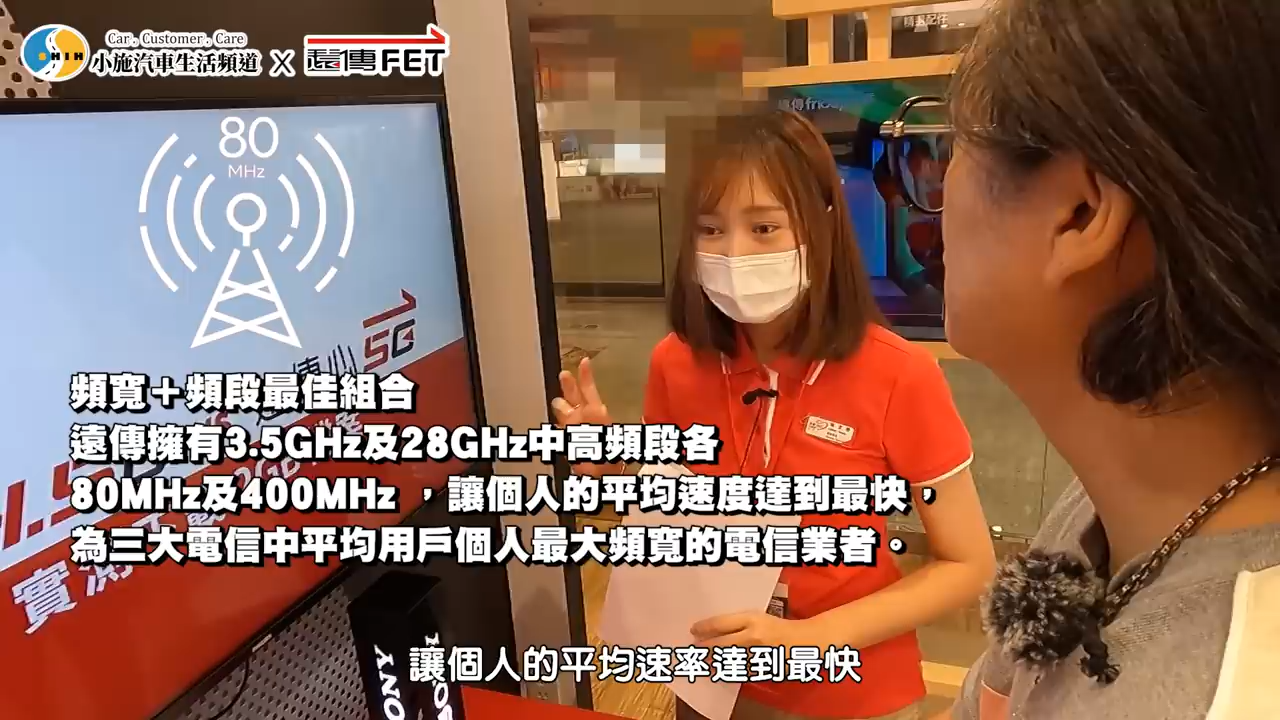 Car . Customer . Care
SHIH
小施汽車生活頻道 X 遠傳FET
精選配件
80
MHz
5G
頻寬＋頻段最佳組合
遠傳擁有3.5GHz及28GHz中高頻段各
80MHz及400MHz ，讓個人的平均速度達到最快，
為三大電信中平均用戶個人最大頻寬的電信業者。
SONY
讓個人的平均速率達到最快